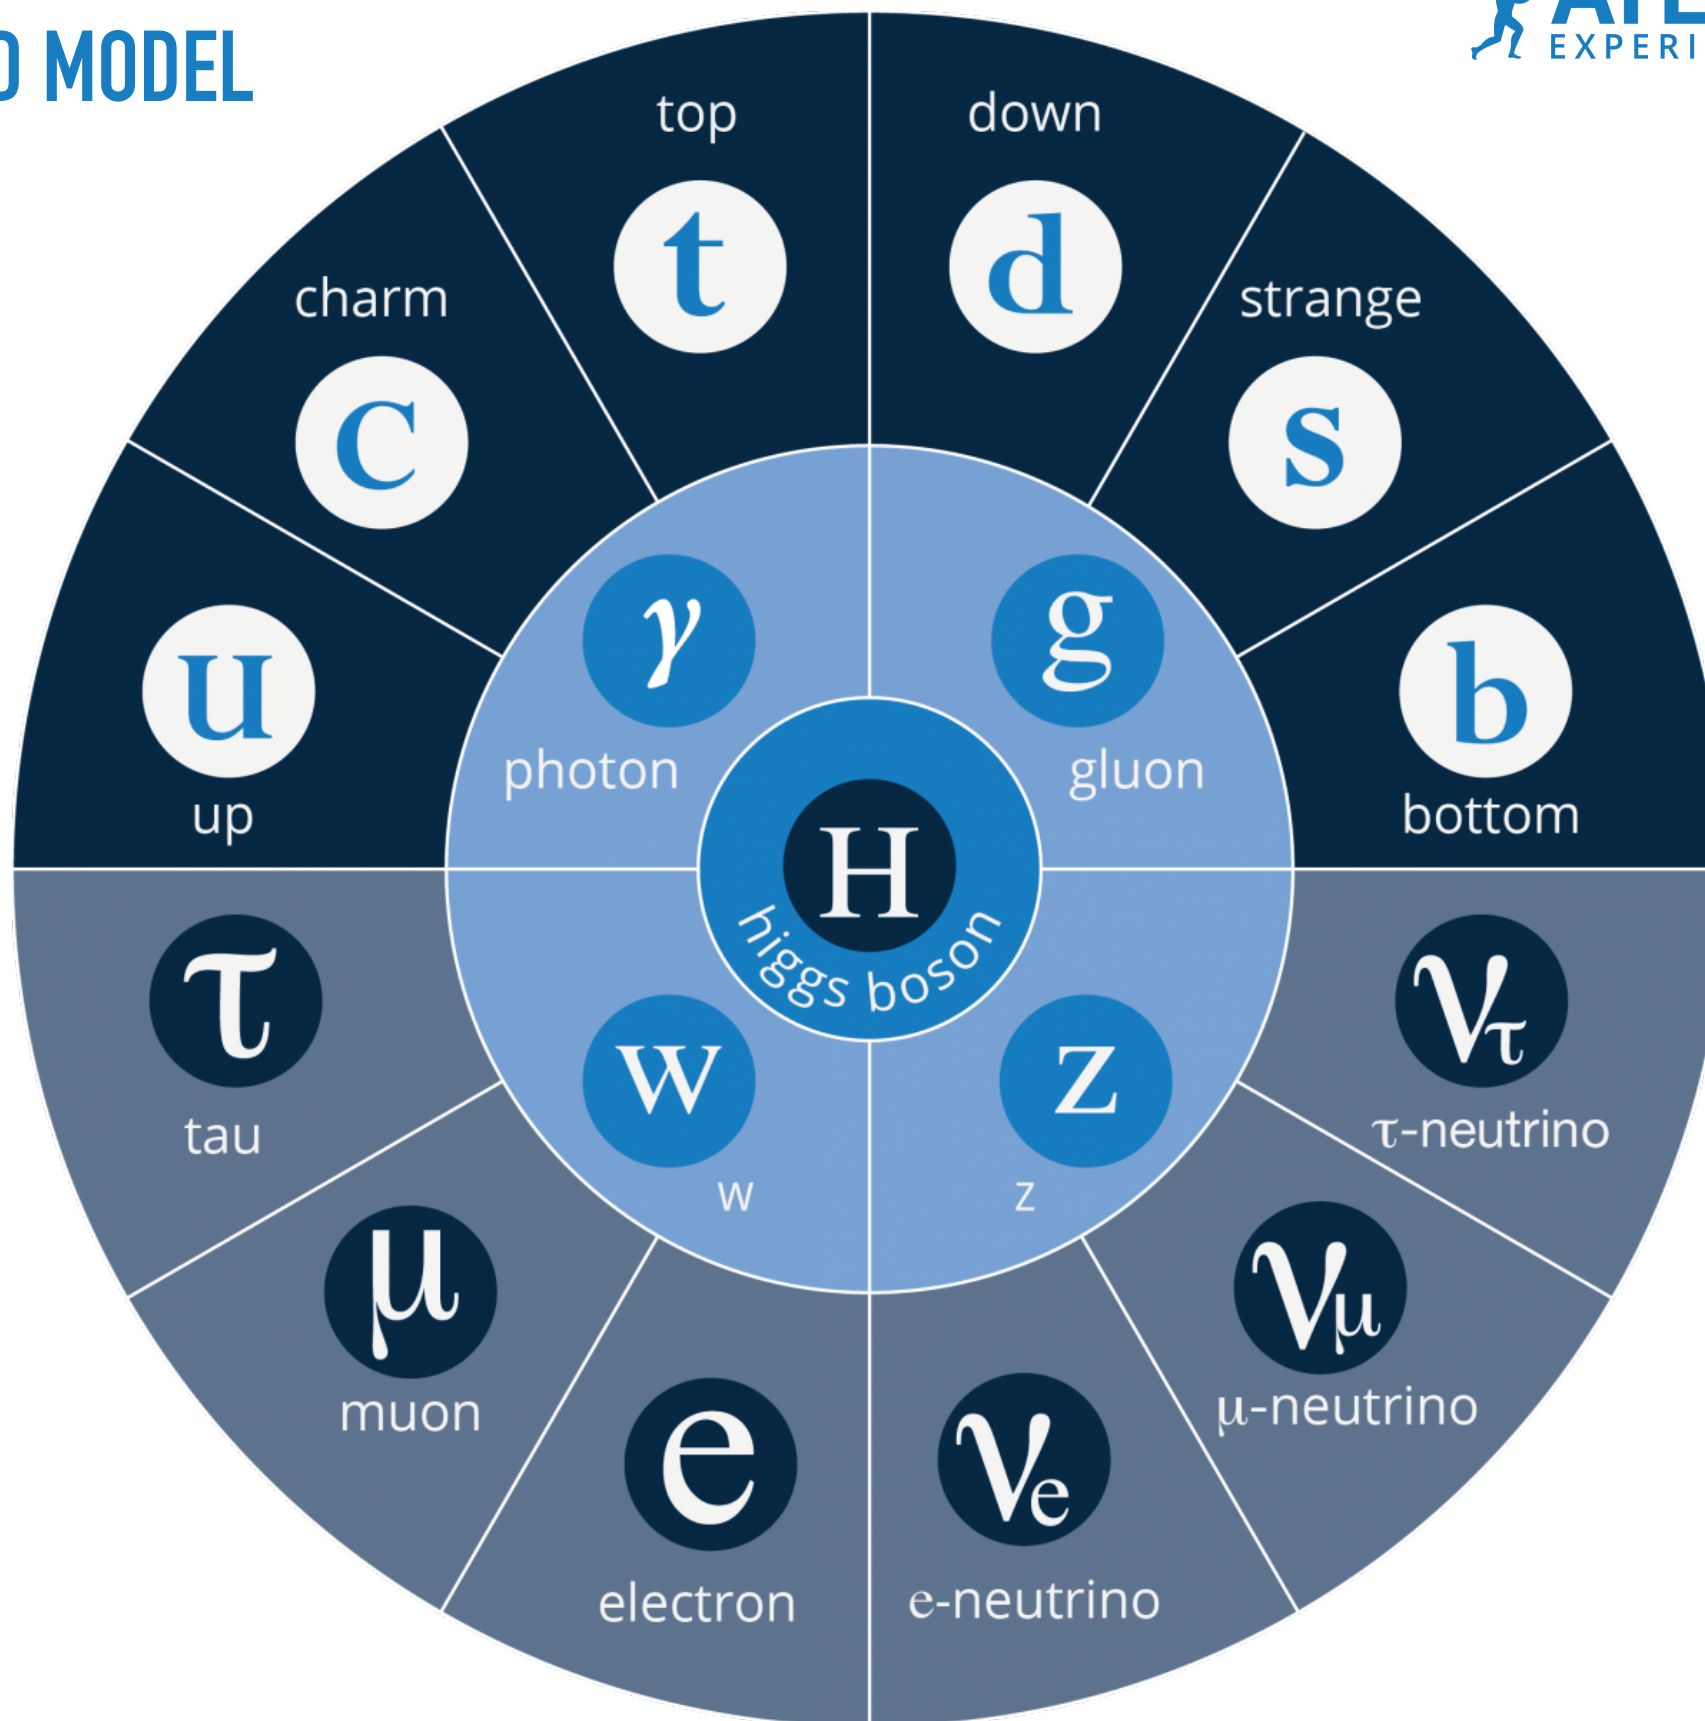 D MODEL
EXPERI
top
t
down
d
charm
c
strange
s
u
up
b
bottom
γ
photon
g
gluon
H
higgs boson
W
w
Z
z
τ
tau
ντ
τ-neutrino
μ
muon
νμ
μ-neutrino
e
electron
νe
e-neutrino